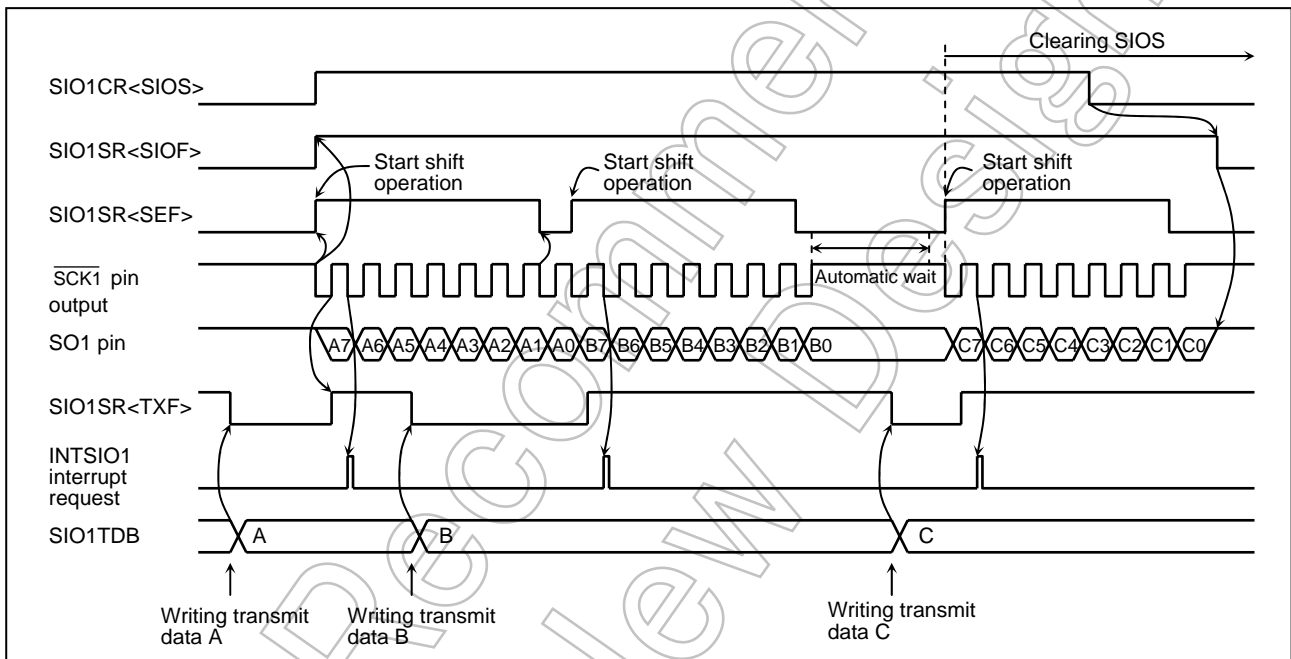 Clearing SIOS
SIO1CR<SIOS>
SIO1SR<SIOF>
Start shift
operation
Start shift
operation
Start shift
operation
SIO1SR<SEF>
SCK1 pin
output
Automatic wait
SO1 pin
A7 A6 A5 A4 A3 A2 A1 A0 B7 B6 B5 B4 B3 B2 B1 B0 C7 C6 C5 C4 C3 C2 C1 C0
SIO1SR<TXF>
INTSIO1
interrupt
request
SIO1TDB A B C
Writing transmit
data A
Writing transmit
data B
Writing transmit
data C
Recommen
New Design